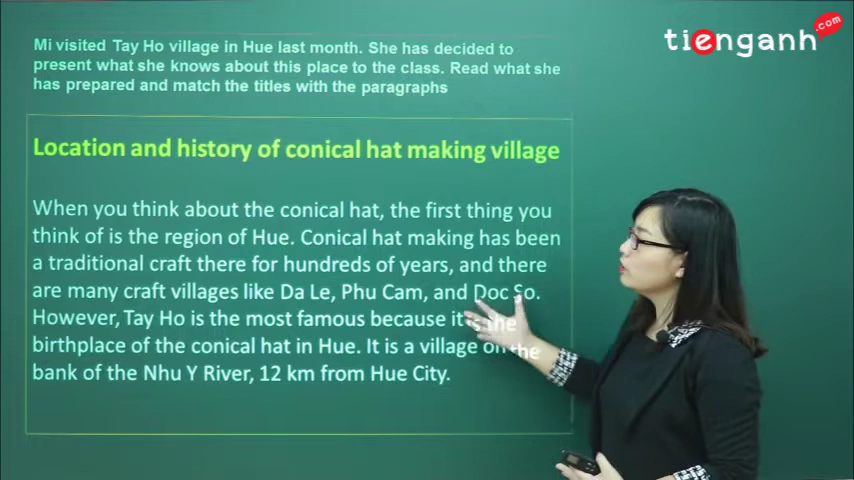 Mi visited Tay Ho village in Hue last month. She has decided to
present what she knows about this place to the class. Read what she
has prepared and match the titles with the paragraphs
tienganh.com
Location and history of conical hat making village
When you think about the conical hat, the first thing you
think of is the region of Hue. Conical hat making has been
a traditional craft there for hundreds of years, and there
are many craft villages like Da Le, Phu Cam, and Doc So.
However, Tay Ho is the most famous because it is the
birthplace of the conical hat in Hue. It is a village on the
bank of the Nhu Y River, 12 km from Hue City.